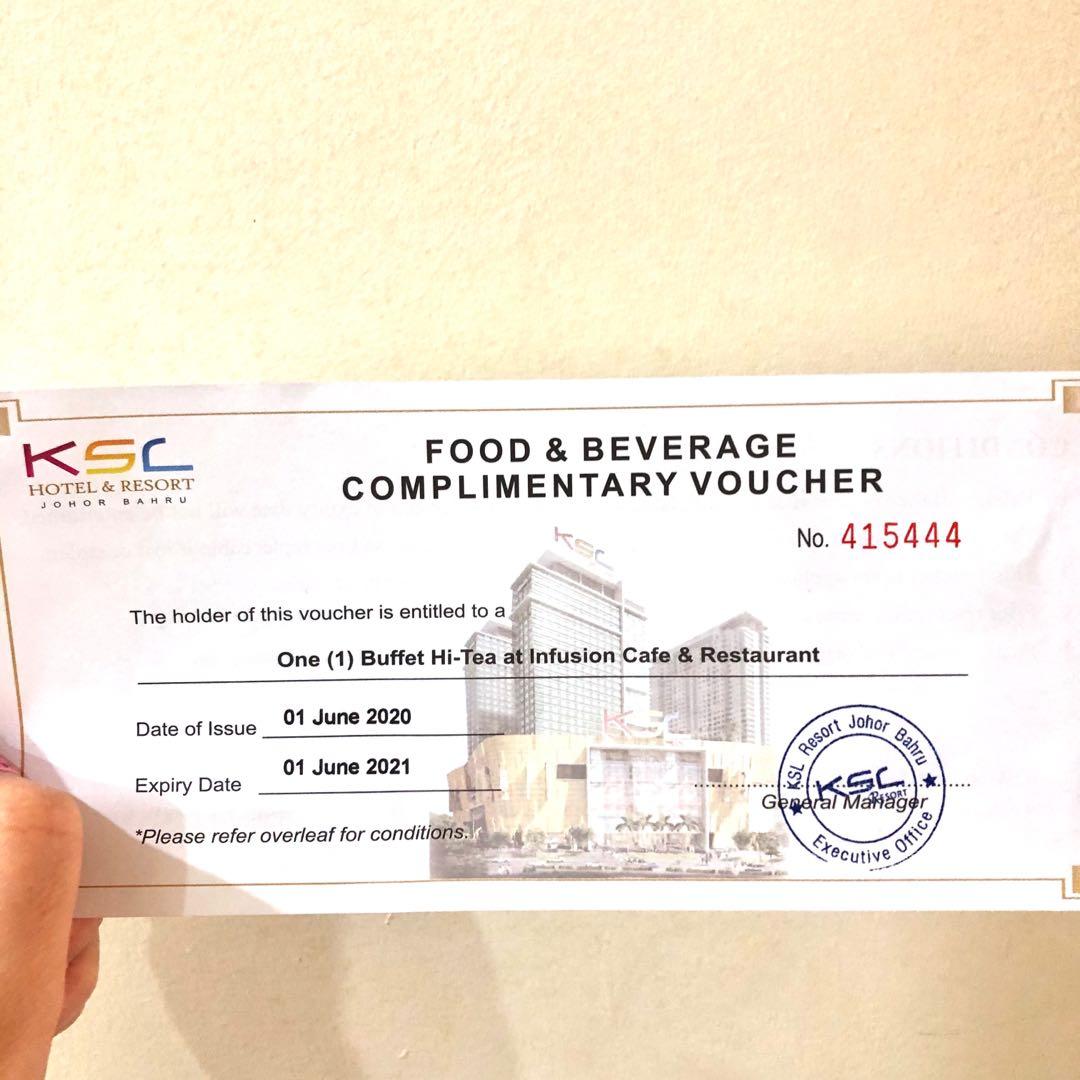 KSL
HOTEL & RESORT
JOHOR BAHRU
FOOD & BEVERAGE
COMPLIMENTARY VOUCHER
No. 415444
KSL
The holder of this voucher is entitled to a
One (1) Buffet Hi-Tea at Infusion Cafe & Restaurant
Date of Issue 01 June 2020
KSL
Expiry Date 01 June 2021
KSL Resort Johor Bahru
KSL
RESORT
Executive Office
General Manager
*Please refer overleaf for conditions.